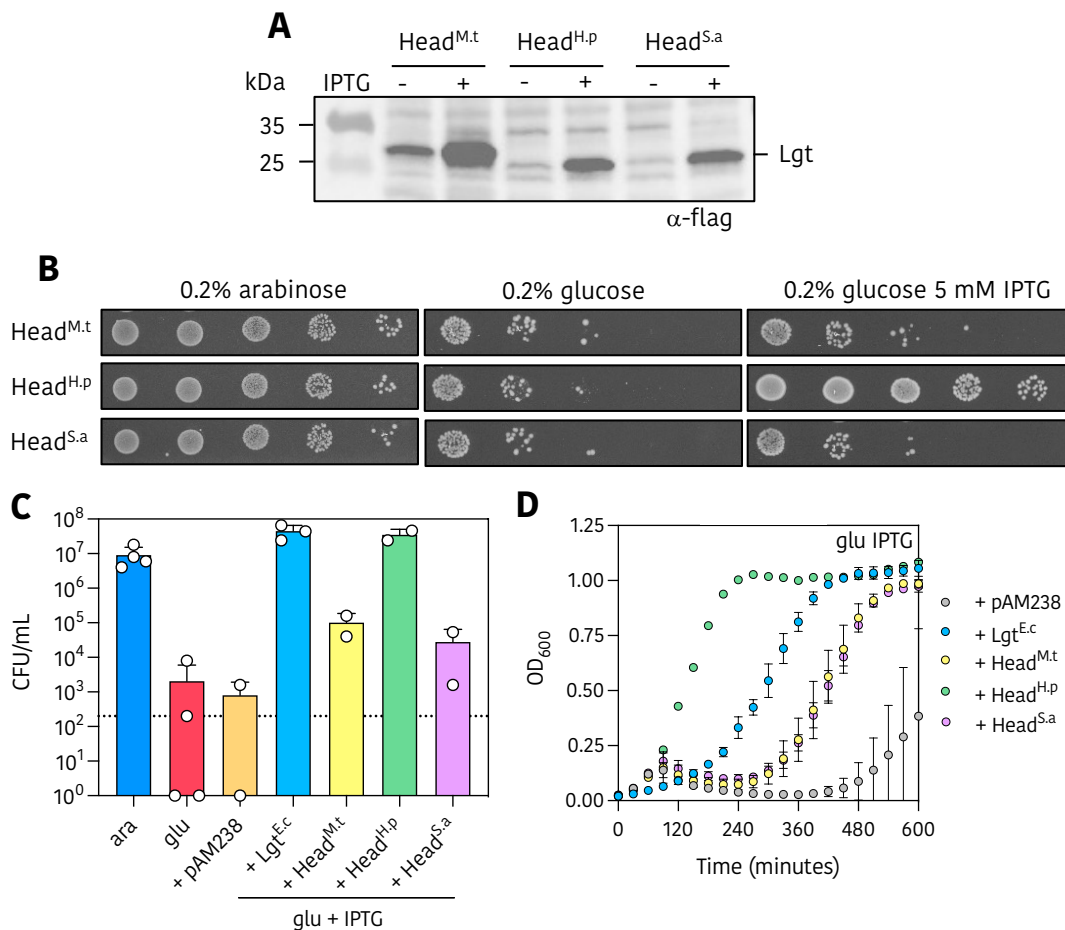 A
Head^M.t Head^H.p Head^S.a
kDa IPTG - + - + - +
35
25
Lgt
α-flag
B
0.2% arabinose 0.2% glucose 0.2% glucose 5 mM IPTG
Head^M.t
Head^H.p
Head^S.a
C
CFU/mL
10^8
10^7
10^6
10^5
10^4
10^3
10^2
10^1
10^0
ara
glu
+ pAM238
+ Lgt^E.c
+ Head^M.t
+ Head^H.p
+ Head^S.a
glu + IPTG
D
glu IPTG
OD600
1.25
1.00
0.75
0.50
0.25
0.00
0 120 240 360 480 600
Time (minutes)
+ pAM238
+ Lgt^E.c
+ Head^M.t
+ Head^H.p
+ Head^S.a